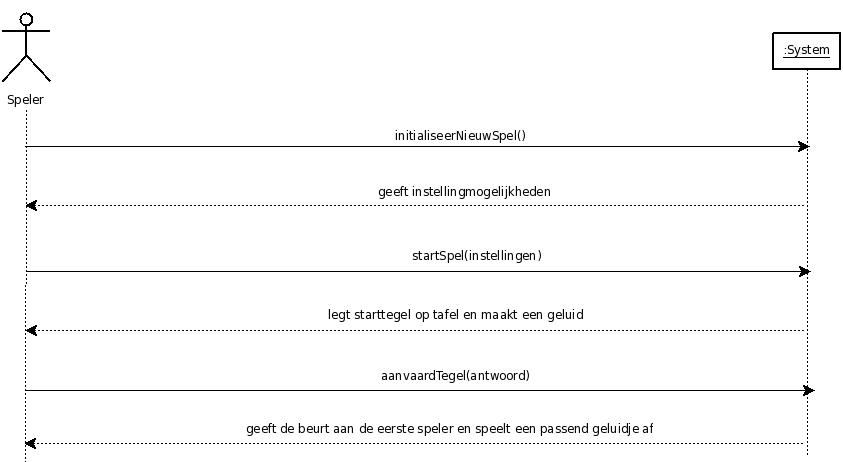 :System
Speler
initialiseerNieuwSpel()
geeft instellingmogelijkheden
startSpel(instellingen)
legt starttegel op tafel en maakt een geluid
aanvaardTegel(antwoord)
geeft de beurt aan de eerste speler en speelt een passend geluidje af